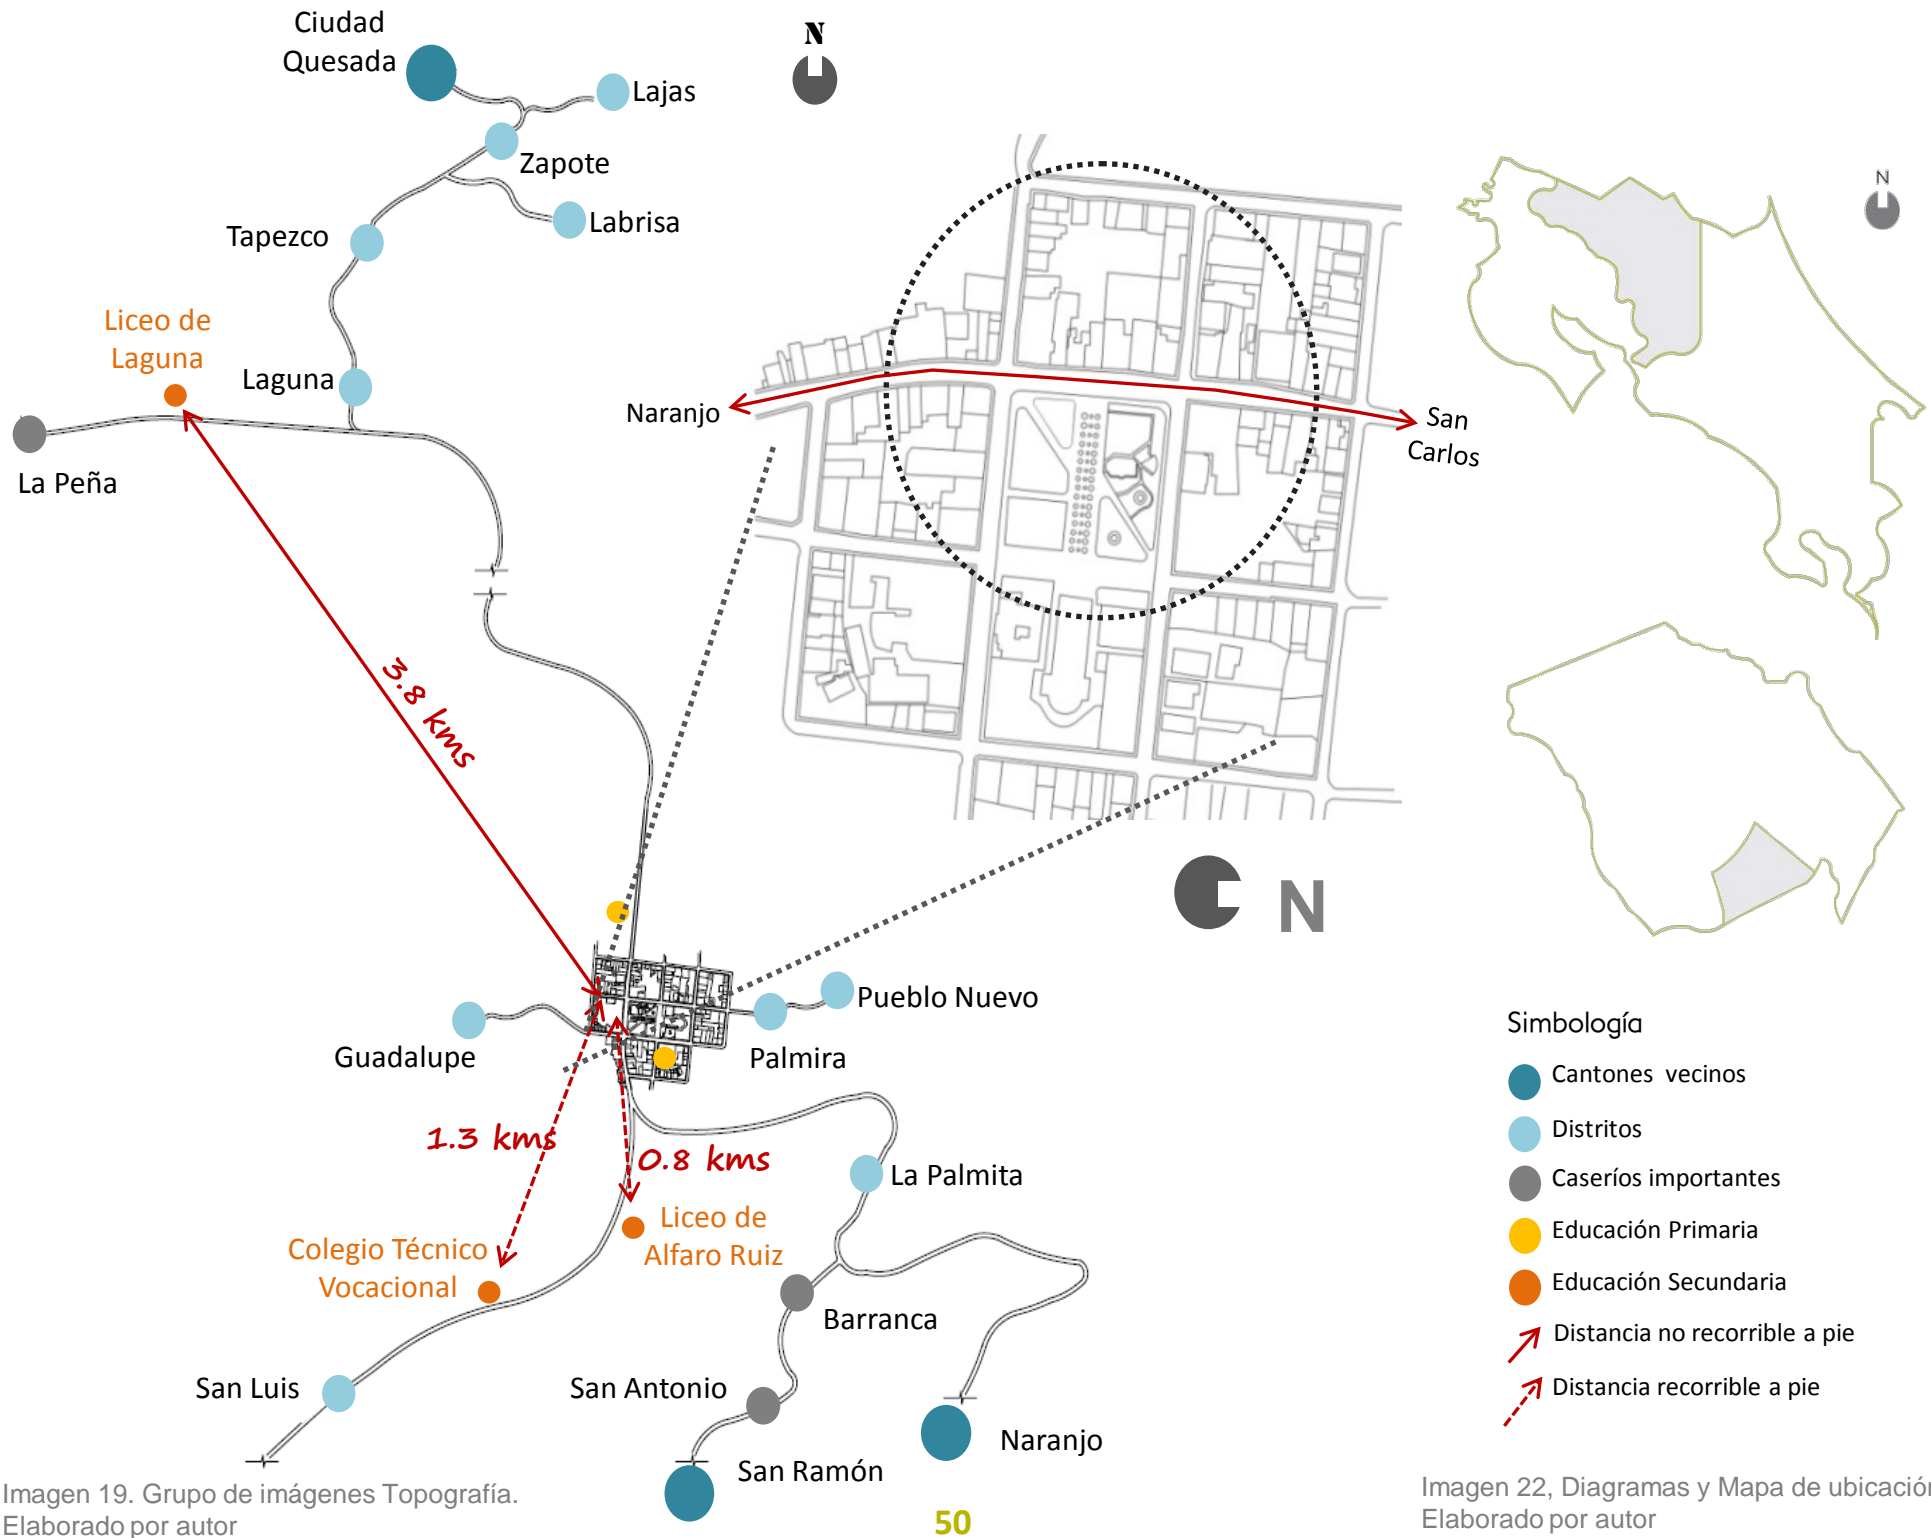 Ciudad
Quesada
Lajas
Zapote
Labrisa
Tapezco
Liceo de
Laguna
Laguna
La Peña
N
Naranjo
San
Carlos
N
3.8 kms
N
Pueblo Nuevo
Palmira
Guadalupe
1.3 kms
0.8 kms
La Palmita
Liceo de
Alfaro Ruiz
Colegio Técnico
Vocacional
Barranca
San Luis
San Antonio
Naranjo
San Ramón
Simbología
Cantones vecinos
Distritos
Caseríos importantes
Educación Primaria
Educación Secundaria
Distancia no recorrible a pie
Distancia recorrible a pie
Imagen 19. Grupo de imágenes Topografía.
Elaborado por autor
50
Imagen 22, Diagramas y Mapa de ubicación
Elaborado por autor